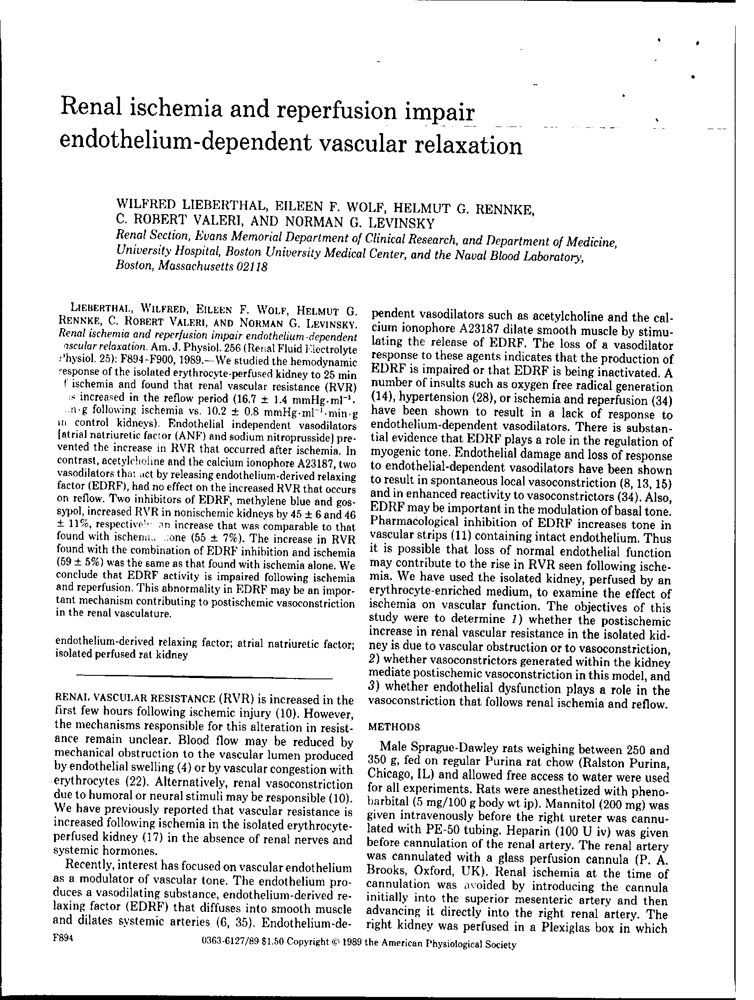 Renal ischemia and reperfusion impair
endothelium-dependent vascular relaxation
WILFRED LIEBERTHAL, EILEEN F. WOLF, HELMUT G. RENNKE,
C. ROBERT VALERI, AND NORMAN G. LEVINSKY
Renal Section, Evans Memorial Department of Clinical Research, and Department of Medicine,
University Hospital, Boston University Medical Center, and the Naval Blood Laboratory,
Boston, Massachusetts 02118
LIEBERTHAL, WILFRED, EILEEN F. WOLF, HELMUT G.
RENNKE, C. ROBERT VALERI, AND NORMAN G. LEVINSKY.
Renal ischemia and reperfusion impair endothelium-dependent
ascular relaxation. Am. J. Physiol. 256 (Renal Fluid Electrolyte
Physiol. 25): F894-F900, 1989.—We studied the hemodynamic
response of the isolated erythrocyte-perfused kidney to 25 min
f ischemia and found that renal vascular resistance (RVR)
is increased in the reflow period (16.7 ± 1.4 mmHg·ml⁻¹·
n·g following ischemia vs. 10.2 ± 0.8 mmHg·ml⁻¹·min·g
in control kidneys). Endothelial independent vasodilators
[atrial natriuretic factor (ANF) and sodium nitroprusside] pre-
vented the increase in RVR that occurred after ischemia. In
contrast, acetylcholine and the calcium ionophore A23187, two
vasodilators that act by releasing endothelium-derived relaxing
factor (EDRF), had no effect on the increased RVR that occurs
on reflow. Two inhibitors of EDRF, methylene blue and gos-
sypol, increased RVR in nonischemic kidneys by 45 ± 6 and 46
± 11%, respective an increase that was comparable to that
found with ischem one (55 ± 7%). The increase in RVR
found with the combination of EDRF inhibition and ischemia
(59 ± 5%) was the same as that found with ischemia alone. We
conclude that EDRF activity is impaired following ischemia
and reperfusion. This abnormality in EDRF may be an impor-
tant mechanism contributing to postischemic vasoconstriction
in the renal vasculature.
endothelium-derived relaxing factor; atrial natriuretic factor;
isolated perfused rat kidney
RENAL VASCULAR RESISTANCE (RVR) is increased in the
first few hours following ischemic injury (10). However,
the mechanisms responsible for this alteration in resist-
ance remain unclear. Blood flow may be reduced by
mechanical obstruction to the vascular lumen produced
by endothelial swelling (4) or by vascular congestion with
erythrocytes (22). Alternatively, renal vasoconstriction
due to humoral or neural stimuli may be responsible (10).
We have previously reported that vascular resistance is
increased following ischemia in the isolated erythrocyte-
perfused kidney (17) in the absence of renal nerves and
systemic hormones.
Recently, interest has focused on vascular endothelium
as a modulator of vascular tone. The endothelium pro-
duces a vasodilating substance, endothelium-derived re-
laxing factor (EDRF) that diffuses into smooth muscle
and dilates systemic arteries (6, 35). Endothelium-de-
pendent vasodilators such as acetylcholine and the cal-
cium ionophore A23187 dilate smooth muscle by stimu-
lating the release of EDRF. The loss of a vasodilator
response to these agents indicates that the production of
EDRF is impaired or that EDRF is being inactivated. A
number of insults such as oxygen free radical generation
(14), hypertension (28), or ischemia and reperfusion (34)
have been shown to result in a lack of response to
endothelium-dependent vasodilators. There is substan-
tial evidence that EDRF plays a role in the regulation of
myogenic tone. Endothelial damage and loss of response
to endothelial-dependent vasodilators have been shown
to result in spontaneous local vasoconstriction (8, 13, 15)
and in enhanced reactivity to vasoconstrictors (34). Also,
EDRF may be important in the modulation of basal tone.
Pharmacological inhibition of EDRF increases tone in
vascular strips (11) containing intact endothelium. Thus
it is possible that loss of normal endothelial function
may contribute to the rise in RVR seen following ische-
mia. We have used the isolated kidney, perfused by an
erythrocyte-enriched medium, to examine the effect of
ischemia on vascular function. The objectives of this
study were to determine 1) whether the postischemic
increase in renal vascular resistance in the isolated kid-
ney is due to vascular obstruction or to vasoconstriction,
2) whether vasoconstrictors generated within the kidney
mediate postischemic vasoconstriction in this model, and
3) whether endothelial dysfunction plays a role in the
vasoconstriction that follows renal ischemia and reflow.
METHODS
Male Sprague-Dawley rats weighing between 250 and
350 g, fed on regular Purina rat chow (Ralston Purina,
Chicago, IL) and allowed free access to water were used
for all experiments. Rats were anesthetized with pheno-
barbital (5 mg/100 g body wt ip). Mannitol (200 mg) was
given intravenously before the right ureter was cannu-
lated with PE-50 tubing. Heparin (100 U iv) was given
before cannulation of the renal artery. The renal artery
was cannulated with a glass perfusion cannula (P. A.
Brooks, Oxford, UK). Renal ischemia at the time of
cannulation was avoided by introducing the cannula
initially into the superior mesenteric artery and then
advancing it directly into the right renal artery. The
right kidney was perfused in a Plexiglas box in which
F894
0363-6127/89 $1.50 Copyright © 1989 the American Physiological Society